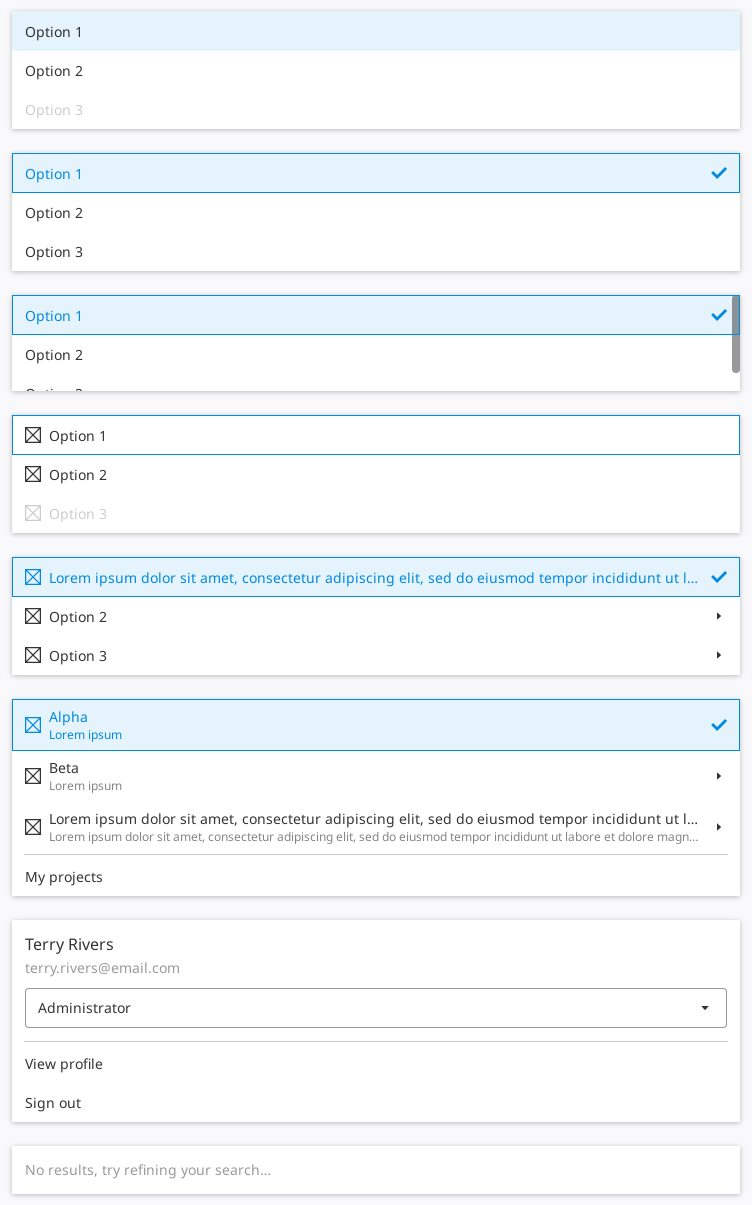 Option 1
Option 2
Option 3
Option 1
Option 2
Option 3
Option 1
Option 2
Option 1
Option 2
Option 3
Lorem ipsum dolor sit amet, consectetur adipiscing elit, sed do eiusmod tempor incididunt ut l...
Option 2
Option 3
Alpha
Lorem ipsum
Beta
Lorem ipsum
Lorem ipsum dolor sit amet, consectetur adipiscing elit, sed do eiusmod tempor incididunt ut l...
Lorem ipsum dolor sit amet, consectetur adipiscing elit, sed do eiusmod tempor incididunt ut labore et dolore magn...
My projects
Terry Rivers
terry.rivers@email.com
Administrator
View profile
Sign out
No results, try refining your search...